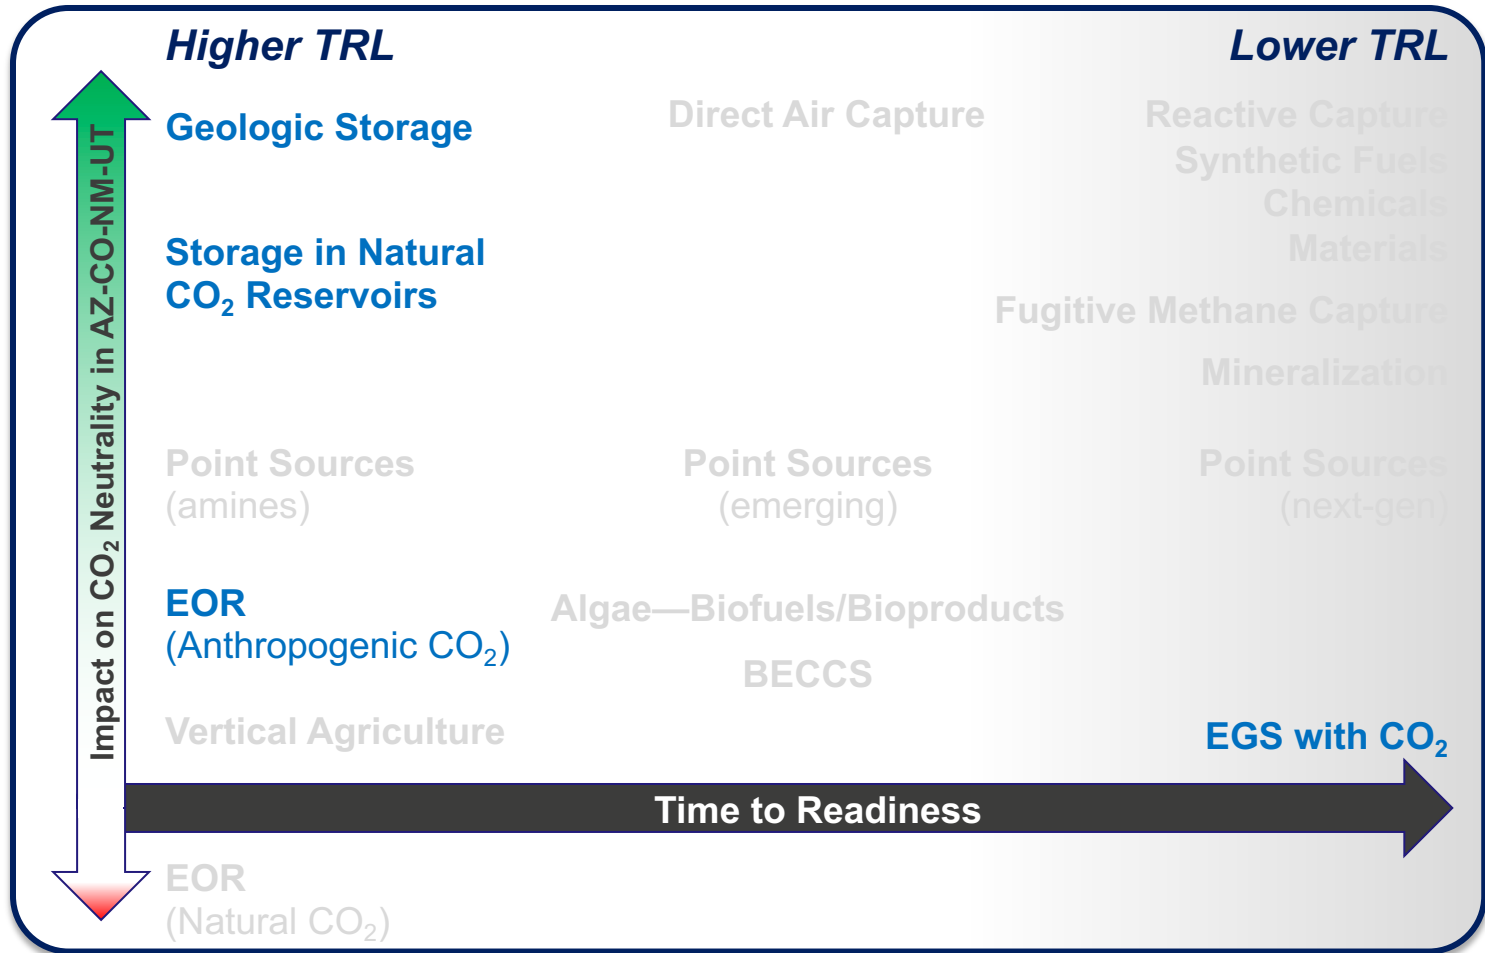 Higher TRL
Lower TRL
Impact on CO₂ Neutrality in AZ-CO-NM-UT
Geologic Storage
Direct Air Capture
Reactive Capture
Synthetic Fuels
Chemicals
Materials
Storage in Natural
CO₂ Reservoirs
Fugitive Methane Capture
Mineralization
Point Sources
(amines)
Point Sources
(emerging)
Point Sources
(next-gen)
EOR
(Anthropogenic CO₂)
Algae—Biofuels/Bioproducts
BECCS
Vertical Agriculture
EGS with CO₂
Time to Readiness
EOR
(Natural CO₂)